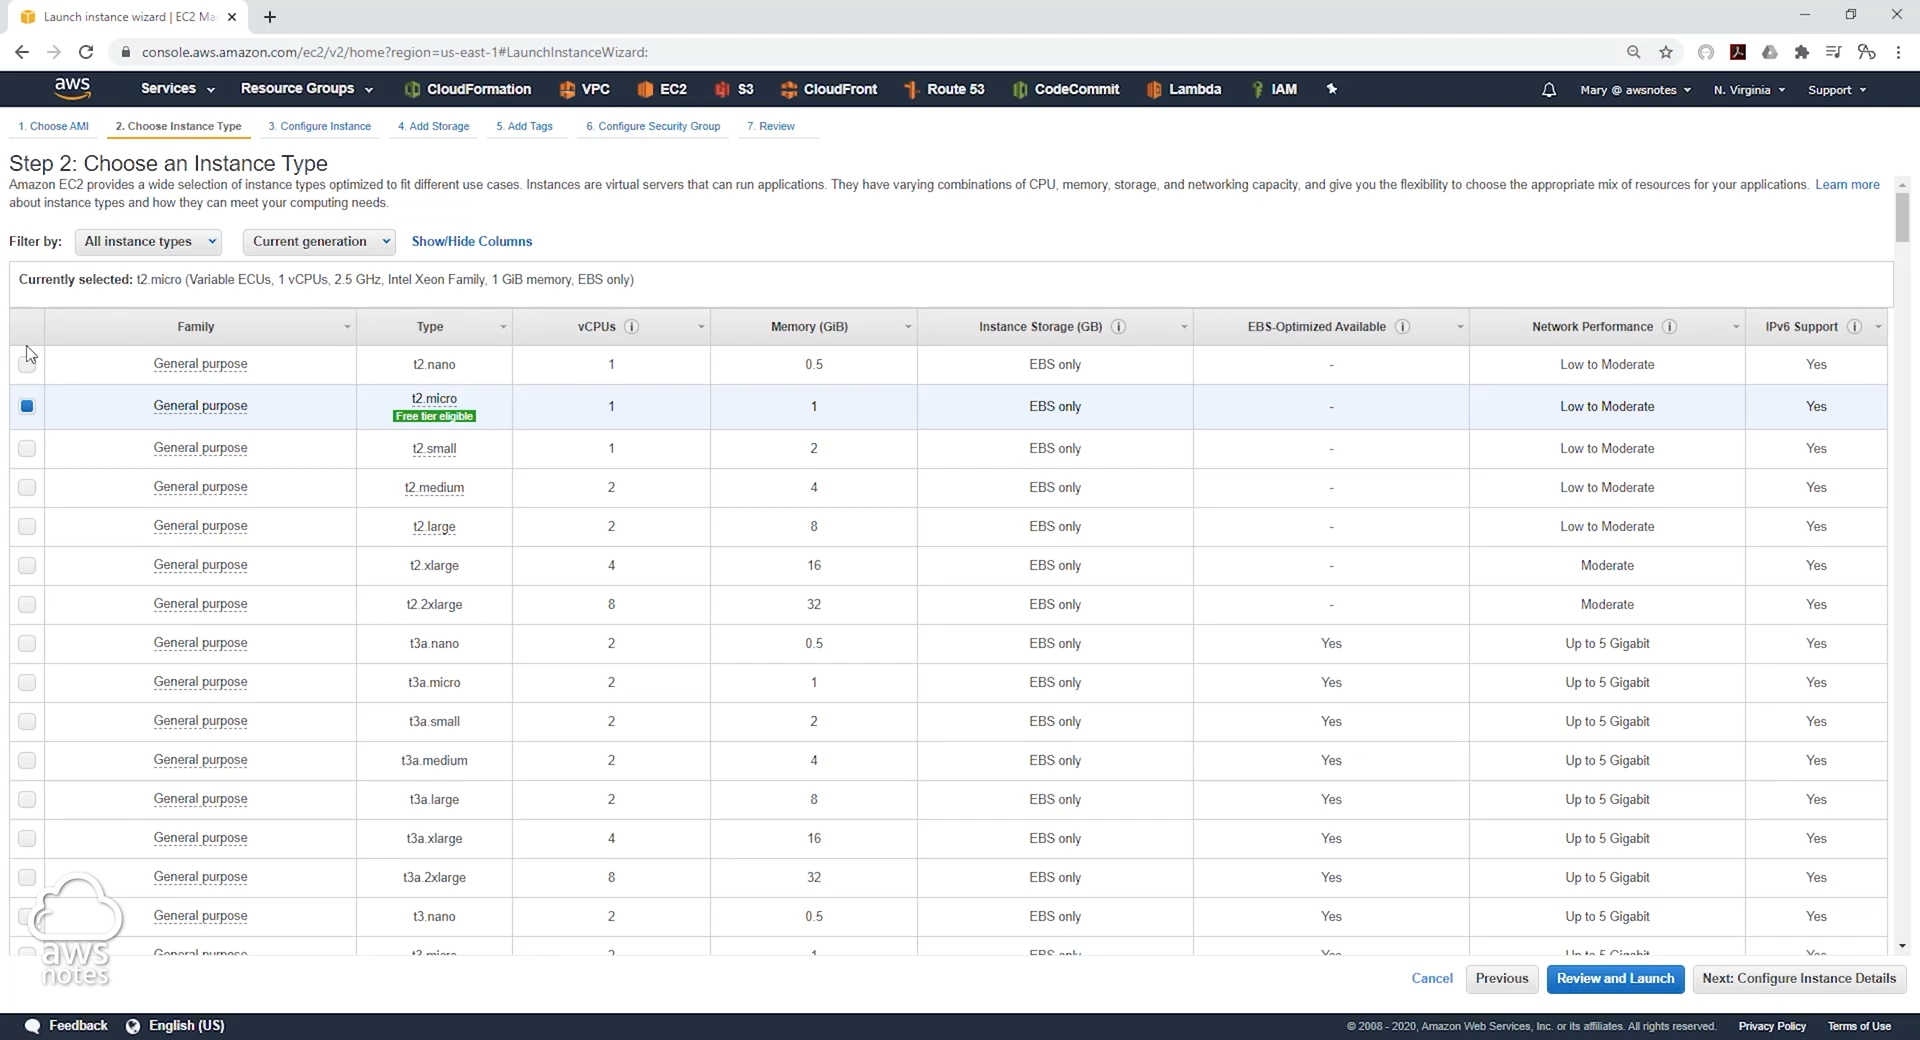 Launch instance wizard | EC2 Ma
console.aws.amazon.com/ec2/v2/home?region=us-east-1#LaunchInstanceWizard:
aws Services Resource Groups CloudFormation VPC EC2 S3 CloudFront Route 53 CodeCommit Lambda IAM Mary @ awsnotes N. Virginia Support
1. Choose AMI 2. Choose Instance Type 3. Configure Instance 4. Add Storage 5. Add Tags 6. Configure Security Group 7. Review
Step 2: Choose an Instance Type
Amazon EC2 provides a wide selection of instance types optimized to fit different use cases. Instances are virtual servers that can run applications. They have varying combinations of CPU, memory, storage, and networking capacity, and give you the flexibility to choose the appropriate mix of resources for your applications. Learn more
about instance types and how they can meet your computing needs.
Filter by: All instance types Current generation Show/Hide Columns
Currently selected: t2.micro (Variable ECUs, 1 vCPUs, 2.5 GHz, Intel Xeon Family, 1 GiB memory, EBS only)
Family Type vCPUs Memory (GiB) Instance Storage (GB) EBS-Optimized Available Network Performance IPv6 Support
General purpose t2.nano 1 0.5 EBS only - Low to Moderate Yes
General purpose t2.micro Free tier eligible 1 1 EBS only - Low to Moderate Yes
General purpose t2.small 1 2 EBS only - Low to Moderate Yes
General purpose t2.medium 2 4 EBS only - Low to Moderate Yes
General purpose t2.large 2 8 EBS only - Low to Moderate Yes
General purpose t2.xlarge 4 16 EBS only - Moderate Yes
General purpose t2.2xlarge 8 32 EBS only - Moderate Yes
General purpose t3a.nano 2 0.5 EBS only Yes Up to 5 Gigabit Yes
General purpose t3a.micro 2 1 EBS only Yes Up to 5 Gigabit Yes
General purpose t3a.small 2 2 EBS only Yes Up to 5 Gigabit Yes
General purpose t3a.medium 2 4 EBS only Yes Up to 5 Gigabit Yes
General purpose t3a.large 2 8 EBS only Yes Up to 5 Gigabit Yes
General purpose t3a.xlarge 4 16 EBS only Yes Up to 5 Gigabit Yes
General purpose t3a.2xlarge 8 32 EBS only Yes Up to 5 Gigabit Yes
General purpose t3.nano 2 0.5 EBS only Yes Up to 5 Gigabit Yes
General purpose t3.micro 2 1 EBS only Yes Up to 5 Gigabit Yes
aws
notes
Cancel Previous Review and Launch Next: Configure Instance Details
Feedback English (US) © 2008 - 2020, Amazon Web Services, Inc. or its affiliates. All rights reserved. Privacy Policy Terms of Use